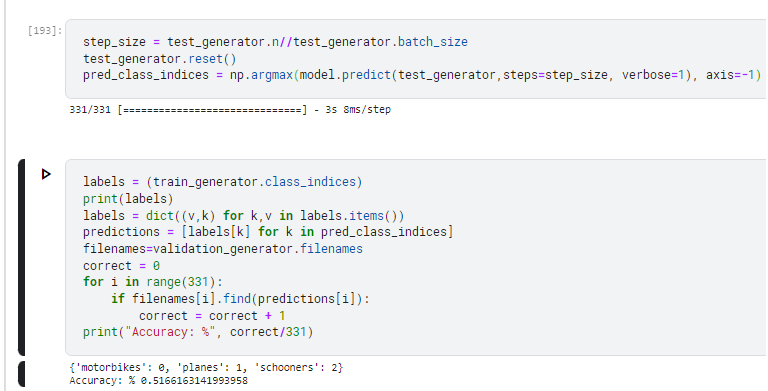 [193]:
step_size = test_generator.n//test_generator.batch_size
test_generator.reset()
pred_class_indices = np.argmax(model.predict(test_generator,steps=step_size, verbose=1), axis=-1)
331/331 [==============================] - 3s 8ms/step
labels = (train_generator.class_indices)
print(labels)
labels = dict((v,k) for k,v in labels.items())
predictions = [labels[k] for k in pred_class_indices]
filenames=validation_generator.filenames
correct = 0
for i in range(331):
    if filenames[i].find(predictions[i]):
        correct = correct + 1
print("Accuracy: %", correct/331)
{'motorbikes': 0, 'planes': 1, 'schooners': 2}
Accuracy: % 0.5166163141993958